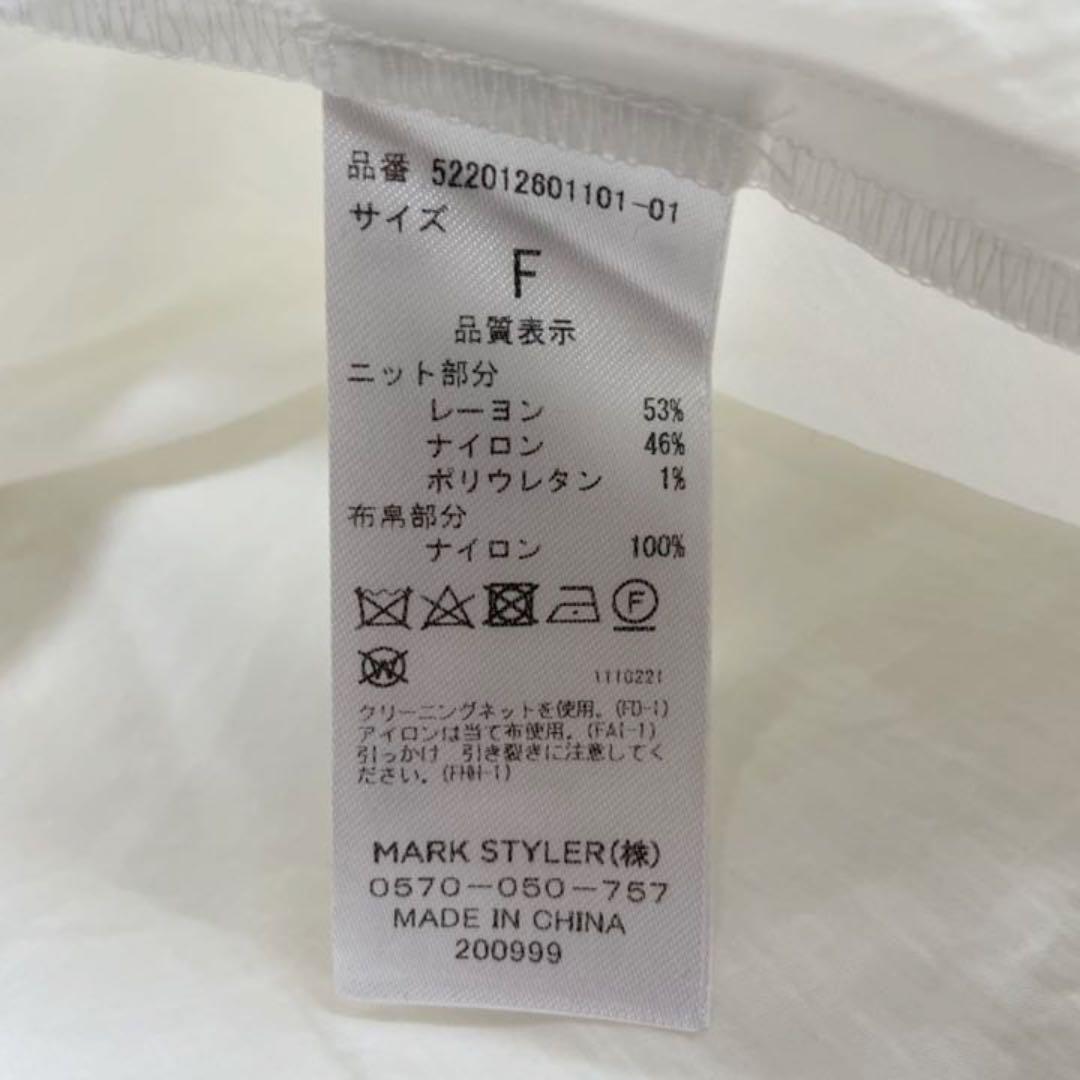 品番 522012601101-01
サイズ
F
品質表示
ニット部分
レーヨン 53%
ナイロン 46%
ポリウレタン 1%
布帛部分
ナイロン 100%
F
W
1110221
クリーニングネットを使用。(FD-1)
アイロンは当て布使用。(FAI-1)
引っかけ 引き裂きに注意してく
ださい。(FHH-1)
MARK STYLER(株)
0570-050-757
MADE IN CHINA
200999